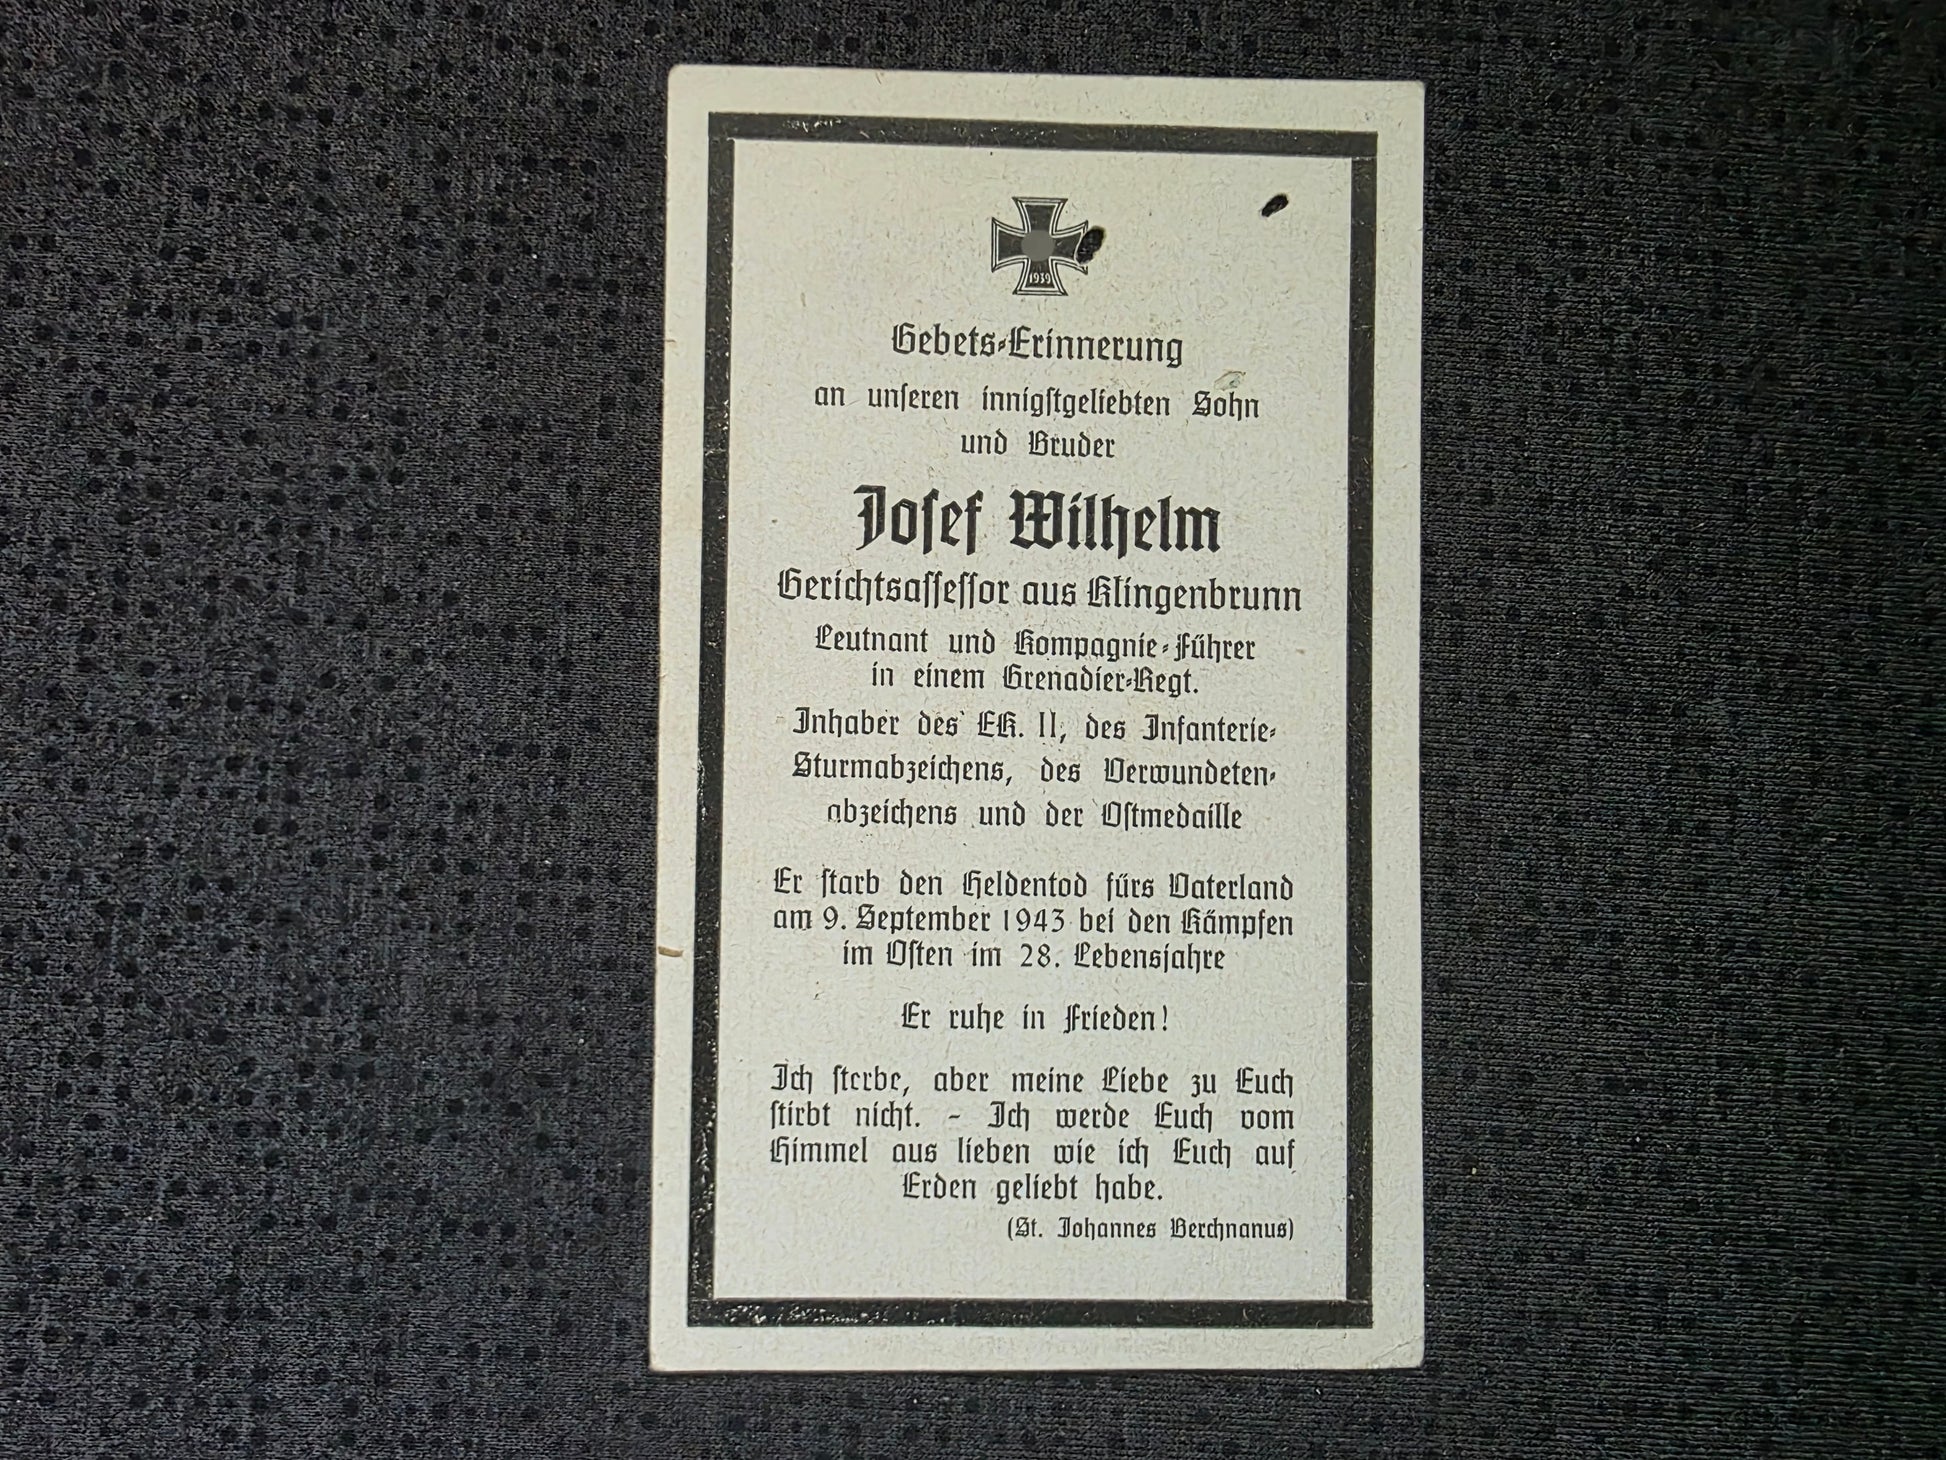 1939
Gebets-Erinnerung
an unſeren innigſtgeliebten Sohn
und Bruder
Joſef Wilhelm
Gerichtsaſſeſſor aus Klingenbrunn
Leutnant und Kompagnie-Führer
in einem Grenadier-Regt.
Inhaber des EK. II, des Infanterie-
Sturmabzeichens, des Verwundeten-
abzeichens und der Oſtmedaille
Er ſtarb den Heldentod fürs Vaterland
am 9. September 1943 bei den Kämpfen
im Oſten im 28. Lebensjahre
Er ruhe in Frieden!
Ich ſterbe, aber meine Liebe zu Euch
ſtirbt nicht. - Ich werde Euch vom
Himmel aus lieben wie ich Euch auf
Erden geliebt habe.
(St. Johannes Berchnanus)